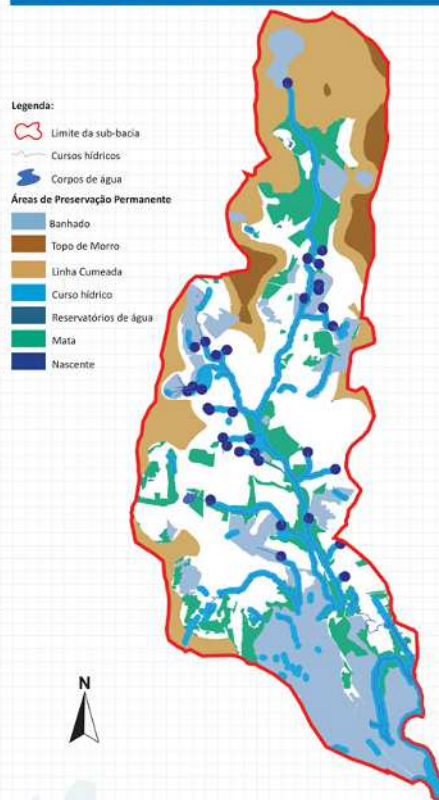 Legenda:
Limite da sub-bacia
Cursos hídricos
Corpos de água
Áreas de Preservação Permanente
Banhado
Topo de Morro
Linha Cumeada
Curso hídrico
Reservatórios de água
Mata
Nascente
N